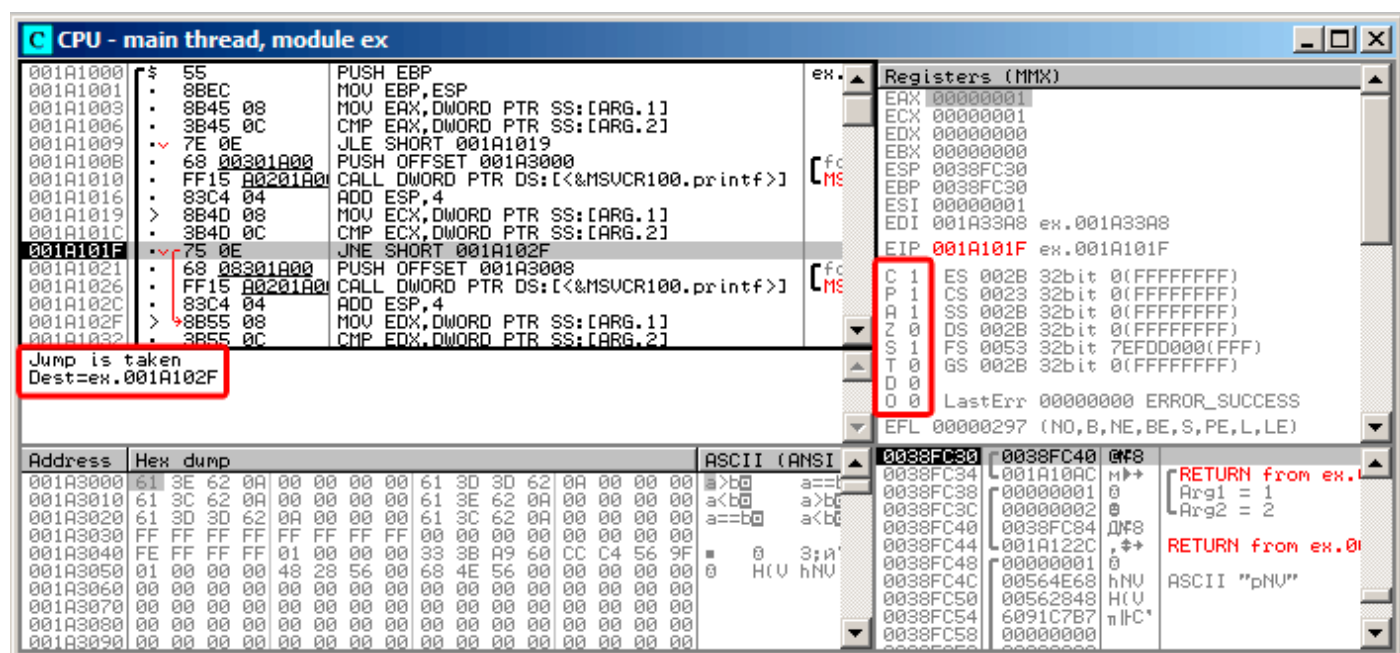 C CPU - main thread, module ex
001A1000 $ 55 PUSH EBP ex.
001A1001 . 8BEC MOV EBP,ESP
001A1003 . 8B45 08 MOV EAX,DWORD PTR SS:[ARG.1]
001A1006 . 3B45 0C CMP EAX,DWORD PTR SS:[ARG.2]
001A1009 . 7E 0E JLE SHORT 001A1019
001A100B . 68 00301A00 PUSH OFFSET 001A3000
001A1010 . FF15 A0201A0 CALL DWORD PTR DS:[<&MSVCR100.printf>] MS
001A1016 . 83C4 04 ADD ESP,4
001A1019 > 8B4D 08 MOV ECX,DWORD PTR SS:[ARG.1]
001A101C . 3B4D 0C CMP ECX,DWORD PTR SS:[ARG.2]
001A101F . 75 0E JNE SHORT 001A102F
001A1021 . 68 08301A00 PUSH OFFSET 001A3008
001A1026 . FF15 A0201A0 CALL DWORD PTR DS:[<&MSVCR100.printf>] MS
001A102C . 83C4 04 ADD ESP,4
001A102F > 8B55 08 MOV EDX,DWORD PTR SS:[ARG.1]
001A1032 . 3B55 0C CMP EDX,DWORD PTR SS:[ARG.2]
Jump is taken
Dest=ex.001A102F
Registers (MMX)
EAX 00000001
ECX 00000001
EDX 00000000
EBX 00000000
ESP 0038FC30
EBP 0038FC30
ESI 00000001
EDI 001A33A8 ex.001A33A8
EIP 001A101F ex.001A101F
C 1 ES 002B 32bit 0(FFFFFFFF)
P 1 CS 0023 32bit 0(FFFFFFFF)
A 1 SS 002B 32bit 0(FFFFFFFF)
Z 0 DS 002B 32bit 0(FFFFFFFF)
S 1 FS 0053 32bit 7EFDD000(FFF)
T 0 GS 002B 32bit 0(FFFFFFFF)
D 0
O 0 LastErr 00000000 ERROR_SUCCESS
EFL 00000297 (NO,B,NE,BE,S,PE,L,LE)
Address Hex dump ASCII (ANSI
001A3000 61 3E 62 0A 00 00 00 00 61 3D 3D 62 0A 00 00 00 a>b a==
001A3010 61 3C 62 0A 00 00 00 00 61 3E 62 0A 00 00 00 00 a<b a>b
001A3020 61 3D 3D 62 0A 00 00 00 61 3C 62 0A 00 00 00 00 a==b a<b
001A3030 FF FF FF FF FF FF FF FF 00 00 00 00 00 00 00 00
001A3040 FE FF FF FF 01 00 00 00 33 3B A9 60 CC C4 56 9F
001A3050 01 00 00 00 48 28 56 00 68 4E 56 00 00 00 00 00 H(V hNV
001A3060 00 00 00 00 00 00 00 00 00 00 00 00 00 00 00 00
001A3070 00 00 00 00 00 00 00 00 00 00 00 00 00 00 00 00
001A3080 00 00 00 00 00 00 00 00 00 00 00 00 00 00 00 00
001A3090 00 00 00 00 00 00 00 00 00 00 00 00 00 00 00 00
0038FC30 0038FC40
0038FC34 001A10AC RETURN from ex.
0038FC38 00000001 Arg1 = 1
0038FC3C 00000002 Arg2 = 2
0038FC40 0038FC84
0038FC44 001A122C RETURN from ex.0
0038FC48 00000001
0038FC4C 00564E68 hNV ASCII "pNV"
0038FC50 00562848 H(V
0038FC54 6091C7B7
0038FC58 00000000